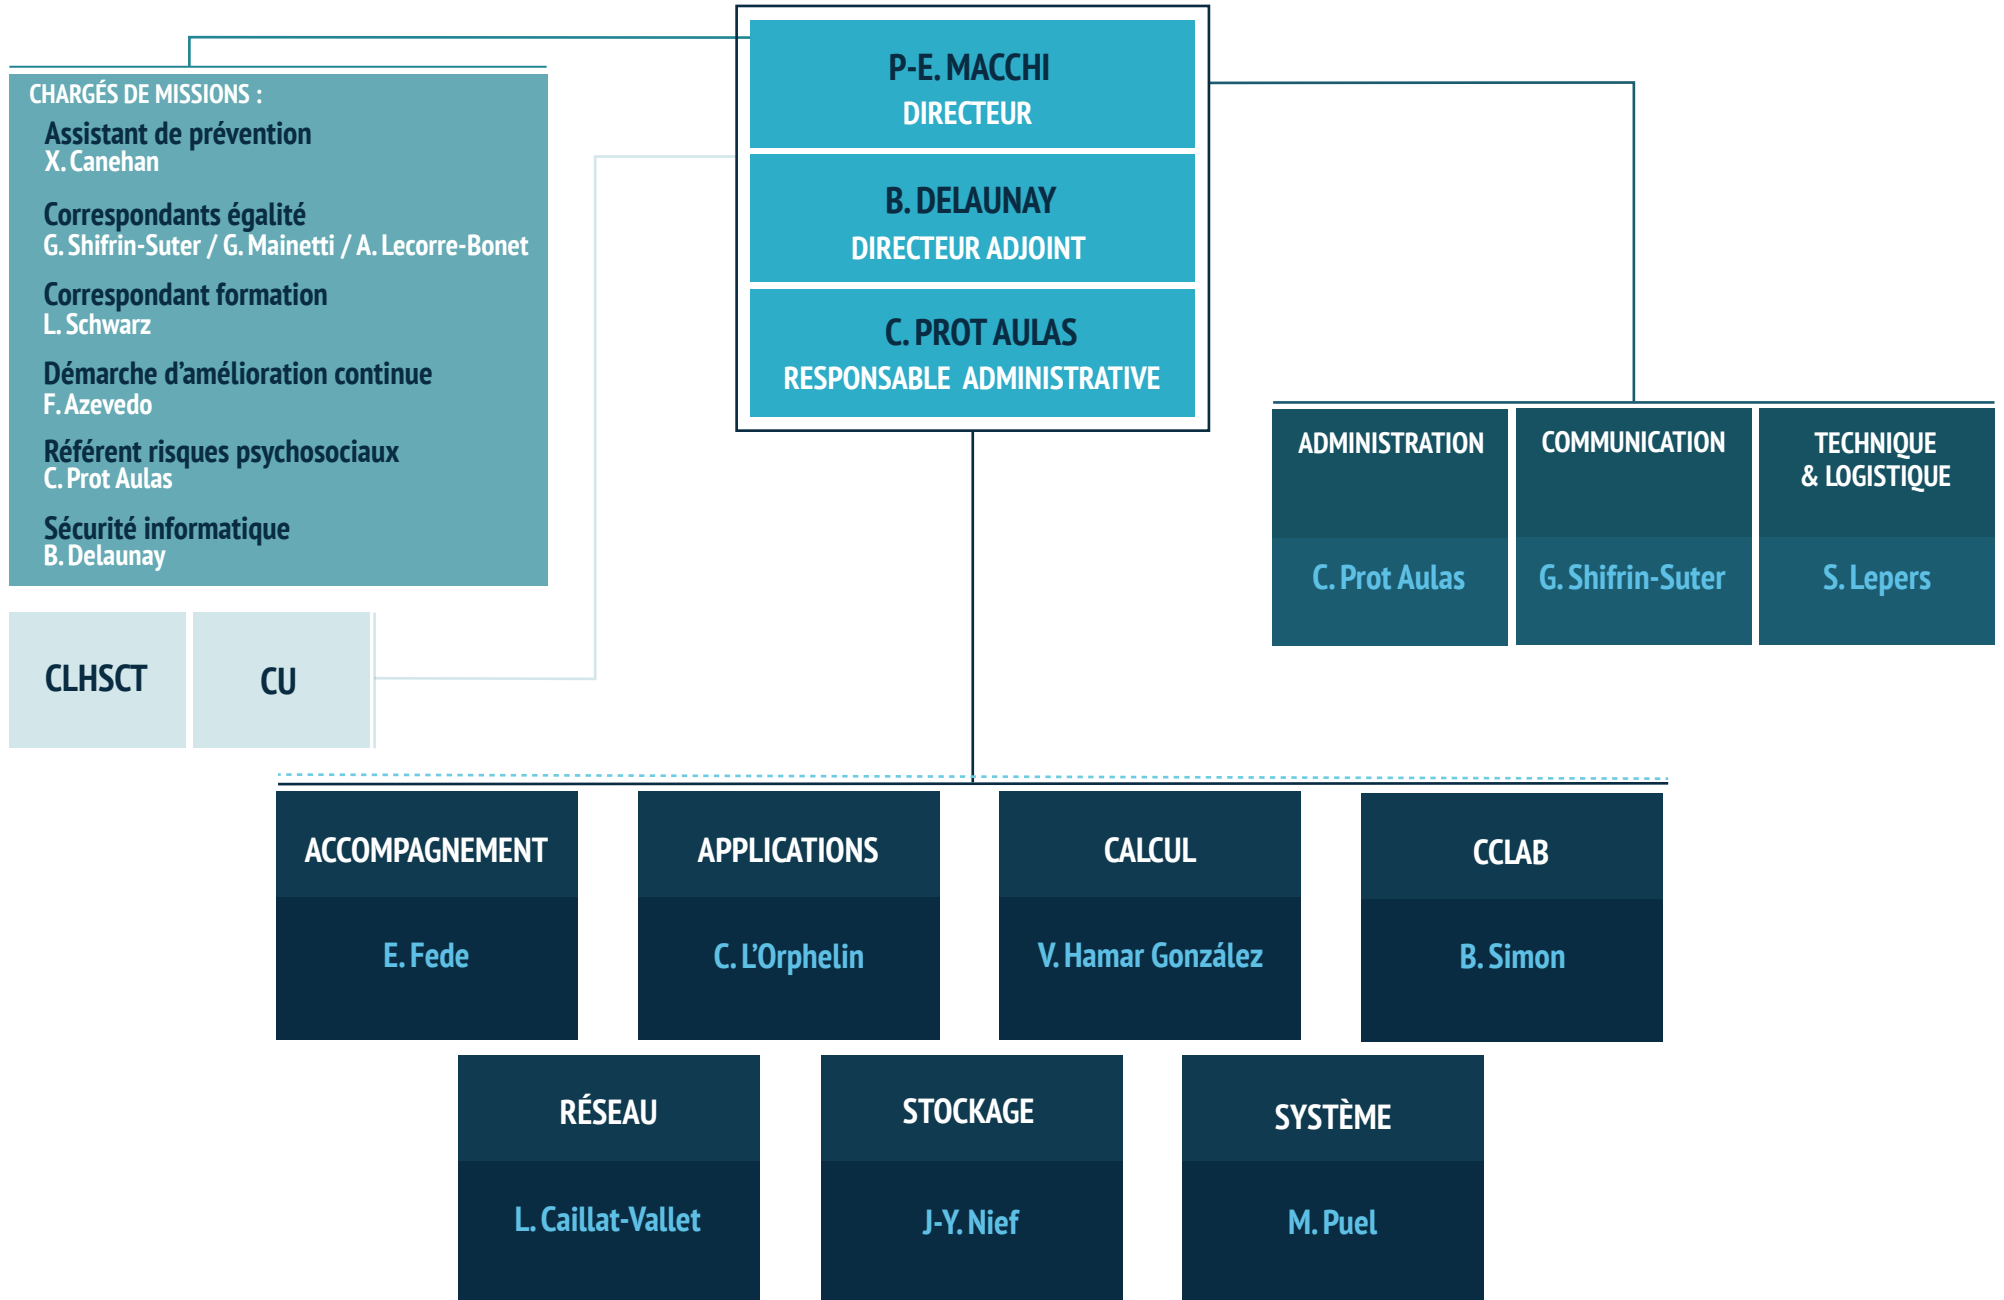 P-E. MACCHI
DIRECTEUR
B. DELAUNAY
DIRECTEUR ADJOINT
C. PROT AULAS
RESPONSABLE ADMINISTRATIVE
CHARGÉS DE MISSIONS :
Assistant de prévention
X. Canehan
Correspondants égalité
G. Shifrin-Suter / G. Mainetti / A. Lecorre-Bonet
Correspondant formation
L. Schwarz
Démarche d’amélioration continue
F. Azevedo
Référent risques psychosociaux
C. Prot Aulas
Sécurité informatique
B. Delaunay
CLHSCT
CU
ADMINISTRATION
C. Prot Aulas
COMMUNICATION
G. Shifrin-Suter
TECHNIQUE
& LOGISTIQUE
S. Lepers
ACCOMPAGNEMENT
E. Fede
APPLICATIONS
C. L’Orphelin
CALCUL
V. Hamar González
CCLAB
B. Simon
RÉSEAU
L. Caillat-Vallet
STOCKAGE
J-Y. Nief
SYSTÈME
M. Puel